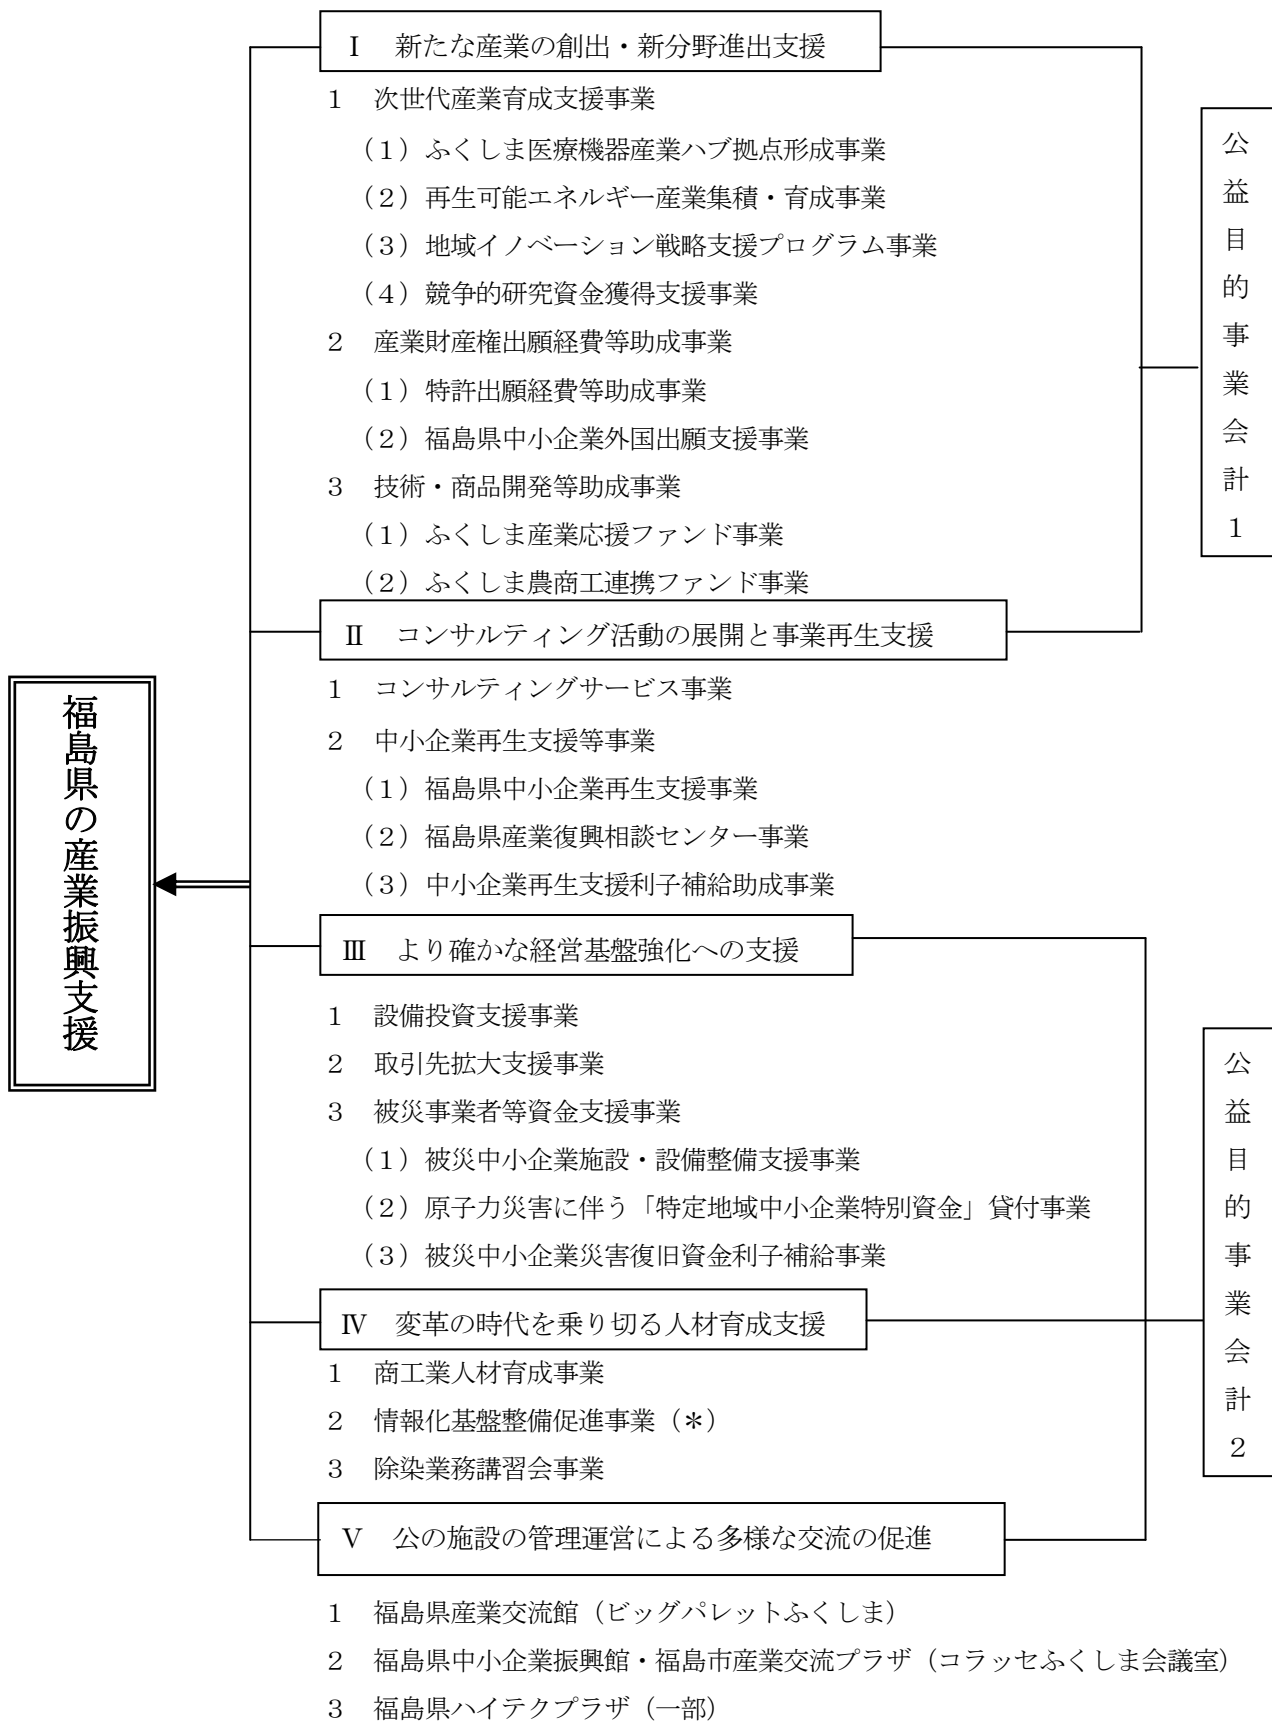 Ⅰ　新たな産業の創出・新分野進出支援
１　次世代産業育成支援事業
（１）ふくしま医療機器産業ハブ拠点形成事業
（２）再生可能エネルギー産業集積・育成事業
（３）地域イノベーション戦略支援プログラム事業
（４）競争的研究資金獲得支援事業
２　産業財産権出願経費等助成事業
（１）特許出願経費等助成事業
（２）福島県中小企業外国出願支援事業
３　技術・商品開発等助成事業
（１）ふくしま産業応援ファンド事業
（２）ふくしま農商工連携ファンド事業
Ⅱ　コンサルティング活動の展開と事業再生支援
１　コンサルティングサービス事業
２　中小企業再生支援等事業
（１）福島県中小企業再生支援事業
（２）福島県産業復興相談センター事業
（３）中小企業再生支援利子補給助成事業
公益目的事業会計１
福島県の産業振興支援
Ⅲ　より確かな経営基盤強化への支援
１　設備投資支援事業
２　取引先拡大支援事業
３　被災事業者等資金支援事業
（１）被災中小企業施設・設備整備支援事業
（２）原子力災害に伴う「特定地域中小企業特別資金」貸付事業
（３）被災中小企業災害復旧資金利子補給事業
Ⅳ　変革の時代を乗り切る人材育成支援
１　商工業人材育成事業
２　情報化基盤整備促進事業（＊）
３　除染業務講習会事業
Ⅴ　公の施設の管理運営による多様な交流の促進
１　福島県産業交流館（ビッグパレットふくしま）
２　福島県中小企業振興館・福島市産業交流プラザ（コラッセふくしま会議室）
３　福島県ハイテクプラザ（一部）
公益目的事業会計２